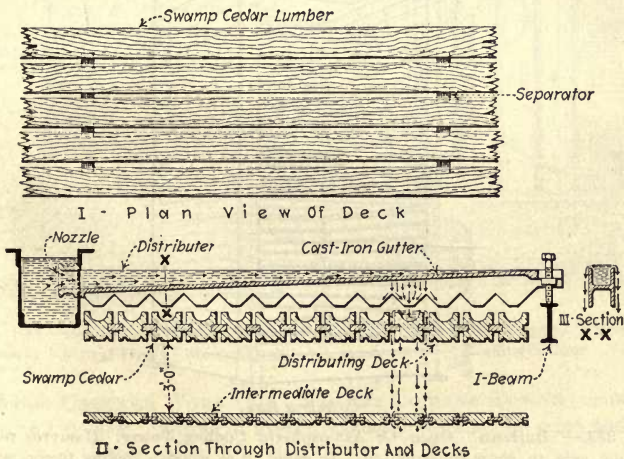 Swamp Cedar Lumber
Separator
I - Plan View Of Deck
Nozzle
Distributer
X
Cast-Iron Gutter
X
III-Section
X-X
Swamp Cedar
3'-0"
Distributing Deck
I-Beam
Intermediate Deck
II- Section Through Distributor And Decks